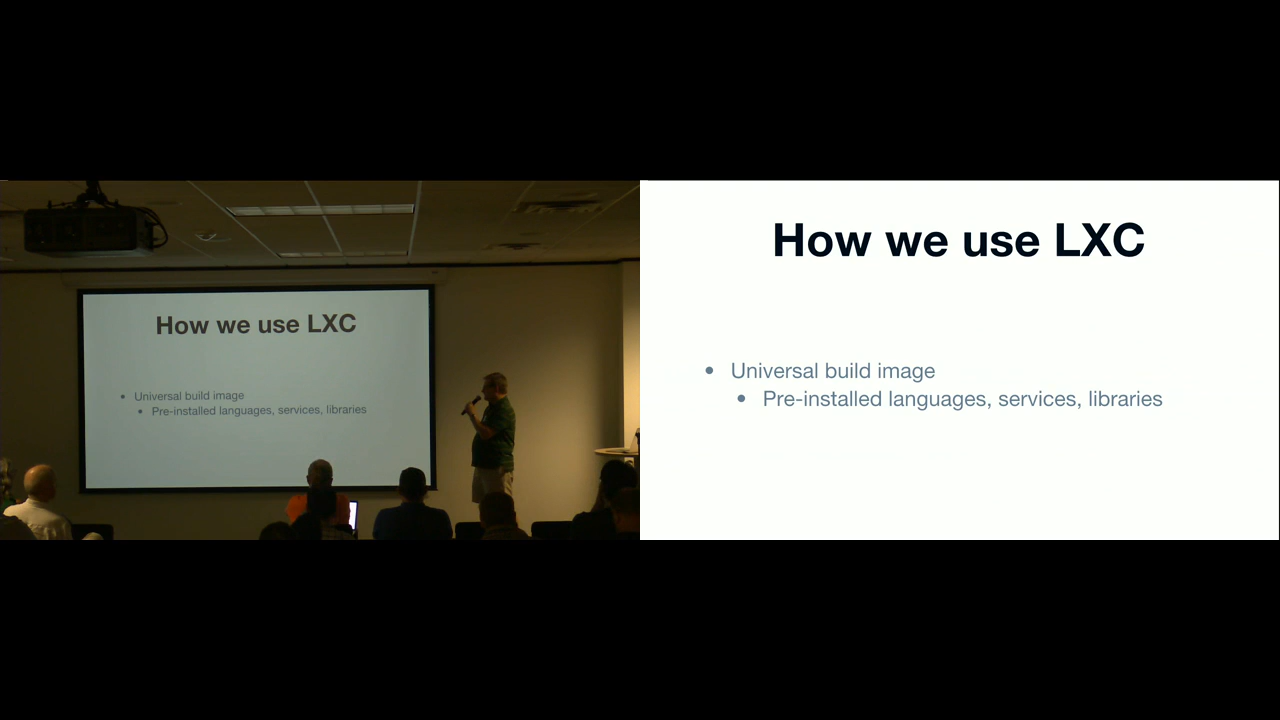 How we use LXC
Universal build image
Pre-installed languages, services, libraries
How we use LXC
Universal build image
Pre-installed languages, services, libraries